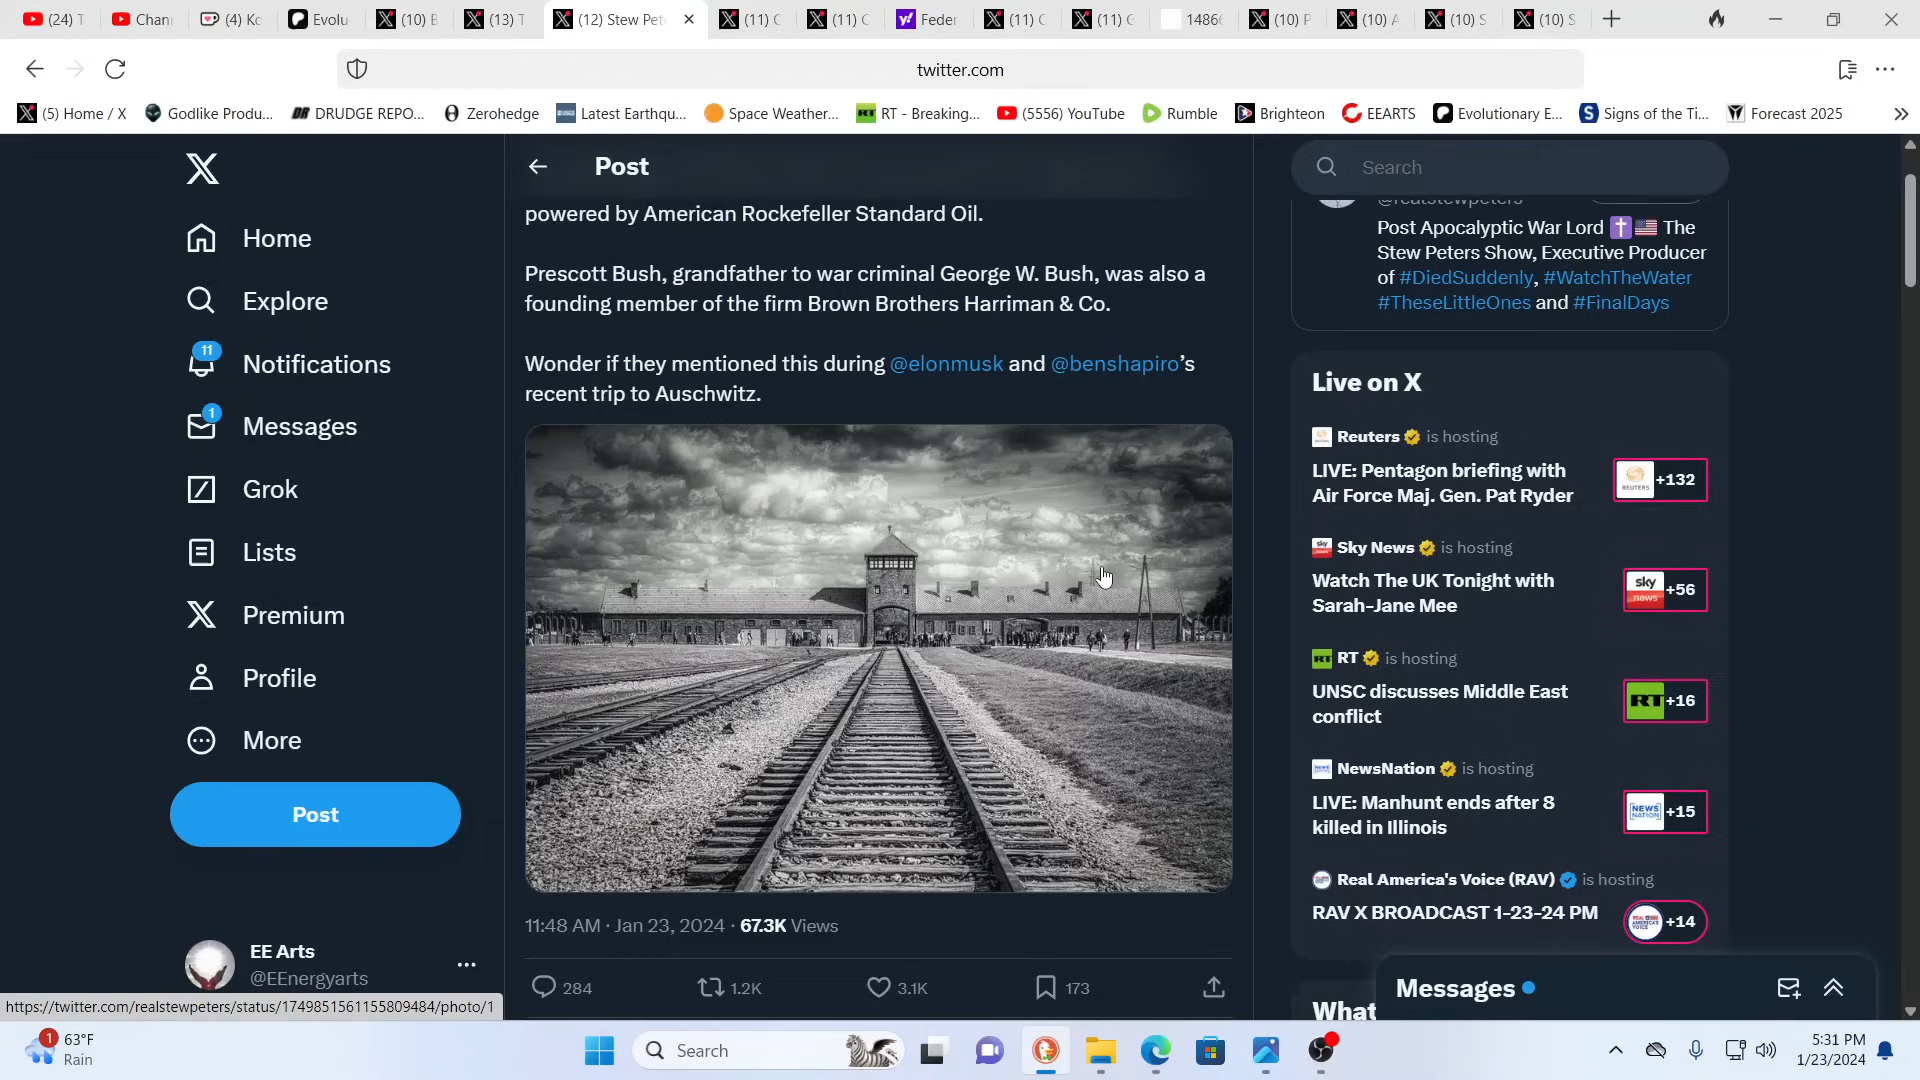 (24) T
Chan
(4) Ko
Evolu
(10) B
(13) T
(12) Stew Pet
(11) C
(11) C
Feder
(11) C
(11) G
1486
(10) P
(10) A
(10) S
(10) S
twitter.com
(5) Home / X
Godlike Produ...
DRUDGE REPO...
Zerohedge
Latest Earthqu...
Space Weather...
RT - Breaking...
(5556) YouTube
Rumble
Brighteon
EEARTS
Evolutionary E...
Signs of the Ti...
Forecast 2025
Home
Explore
11
Notifications
1
Messages
Grok
Lists
Premium
Profile
More
Post
EE Arts
@EEnergyarts
https://twitter.com/realstewpeters/status/1749851561155809484/photo/1
Post
powered by American Rockefeller Standard Oil.
Prescott Bush, grandfather to war criminal George W. Bush, was also a
founding member of the firm Brown Brothers Harriman & Co.
Wonder if they mentioned this during @elonmusk and @benshapiro’s
recent trip to Auschwitz.
11:48 AM · Jan 23, 2024 · 67.3K Views
284
1.2K
3.1K
173
Search
@realstewpeters
Post Apocalyptic War Lord ✝️🇺🇸 The
Stew Peters Show, Executive Producer
of #DiedSuddenly, #WatchTheWater
#TheseLittleOnes and #FinalDays
Live on X
Reuters is hosting
LIVE: Pentagon briefing with
Air Force Maj. Gen. Pat Ryder
REUTERS
+132
Sky News is hosting
Watch The UK Tonight with
Sarah-Jane Mee
sky news
+56
RT is hosting
UNSC discusses Middle East
conflict
RT
+16
NewsNation is hosting
LIVE: Manhunt ends after 8
killed in Illinois
NEWS NATION
+15
Real America's Voice (RAV) is hosting
RAV X BROADCAST 1-23-24 PM
+14
What
Messages
1
63°F
Rain
Search
5:31 PM
1/23/2024